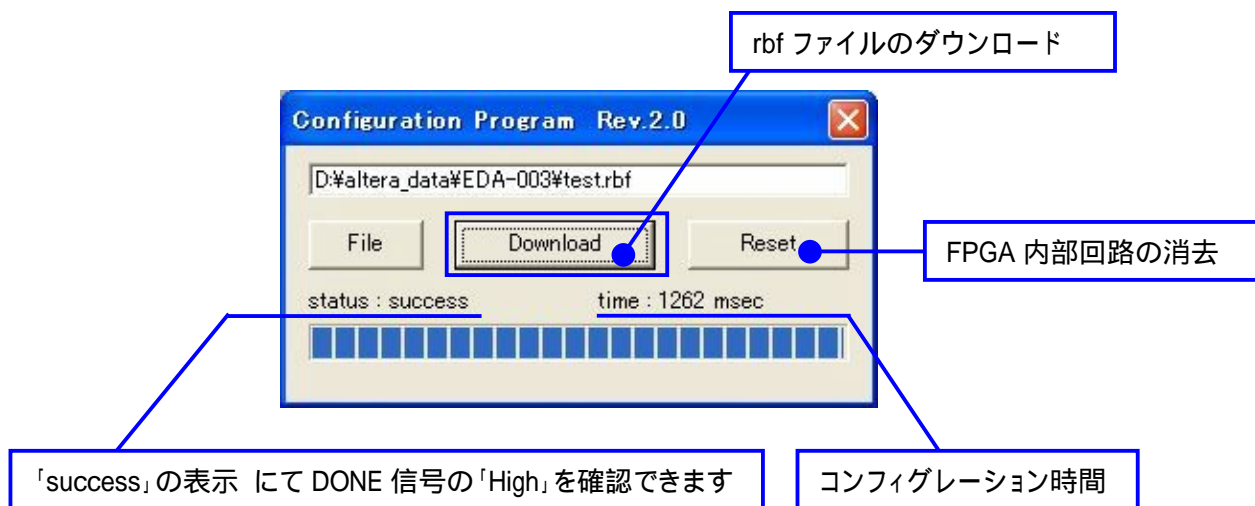 rbf ファイルのダウンロード
Configuration Program Rev.2.0
D:¥altera_data¥EDA-003¥test.rbf
File Download Reset
FPGA 内部回路の消去
status : success time : 1262 msec
「success」の表示 にて DONE 信号の「High」を確認できます
コンフィグレーション時間